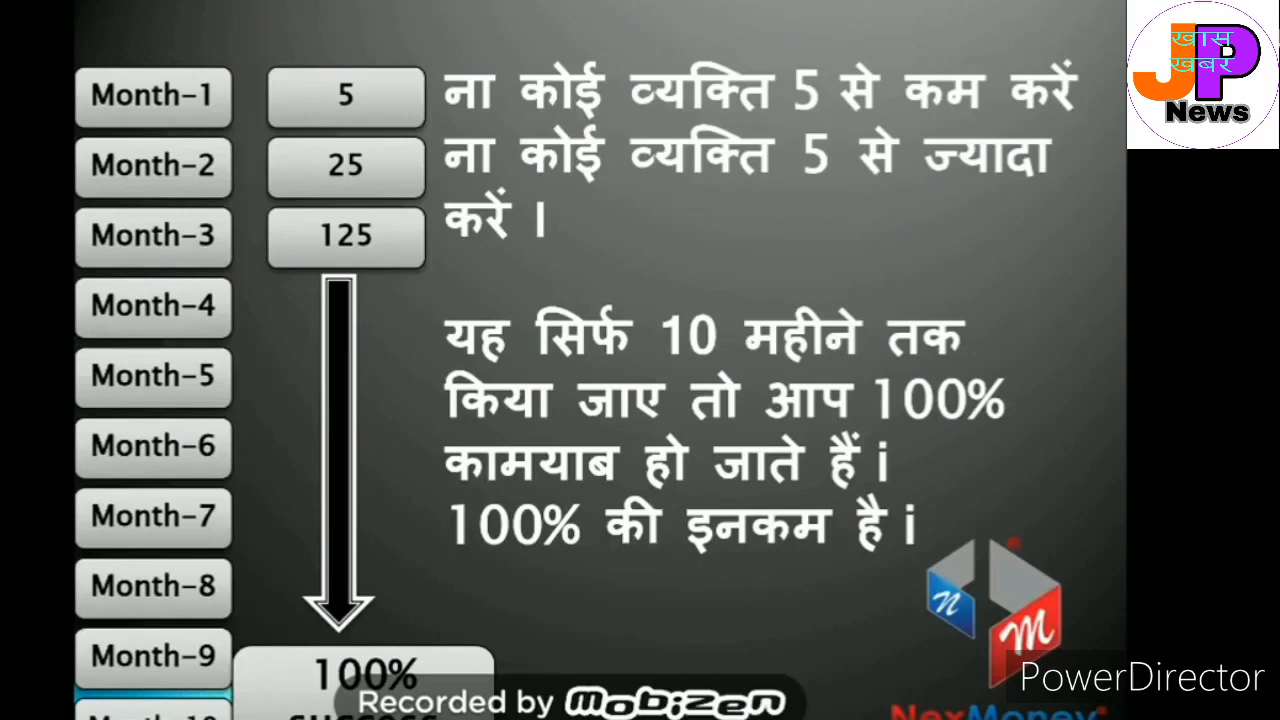 Month-1
5
ना कोई व्यक्ति 5 से कम करें
Month-2
25
ना कोई व्यक्ति 5 से ज्यादा
Month-3
125
करें ।
Month-4
यह सिर्फ 10 महीने तक
Month-5
किया जाए तो आप 100%
Month-6
कामयाब हो जाते हैं i
Month-7
100% की इनकम है i
Month-8
Month-9
100%
n
m
खास
खबर
JP
News
Recorded by mobizen
PowerDirector
NexMoney